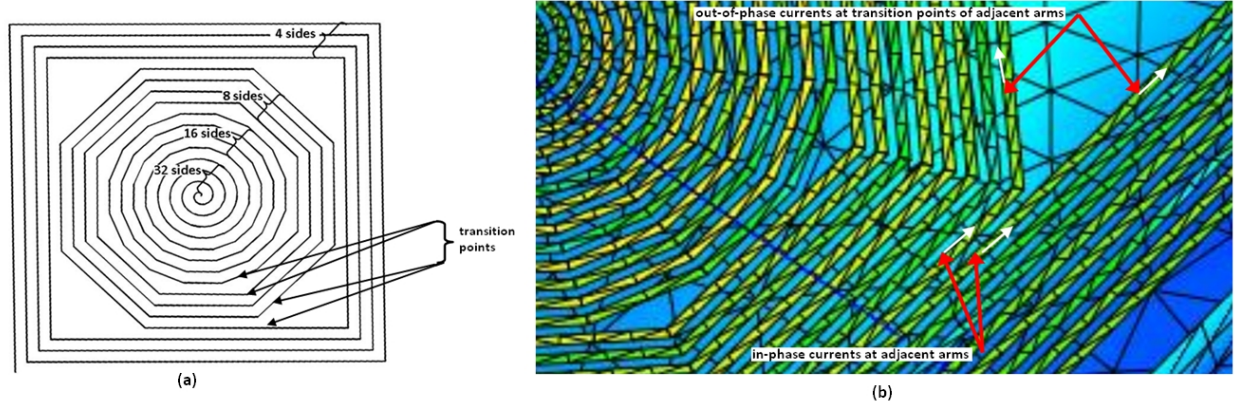 4 sides
8 sides
16 sides
32 sides
transition
points
(a)
out-of-phase currents at transition points of adjacent arms
in-phase currents at adjacent arms
(b)